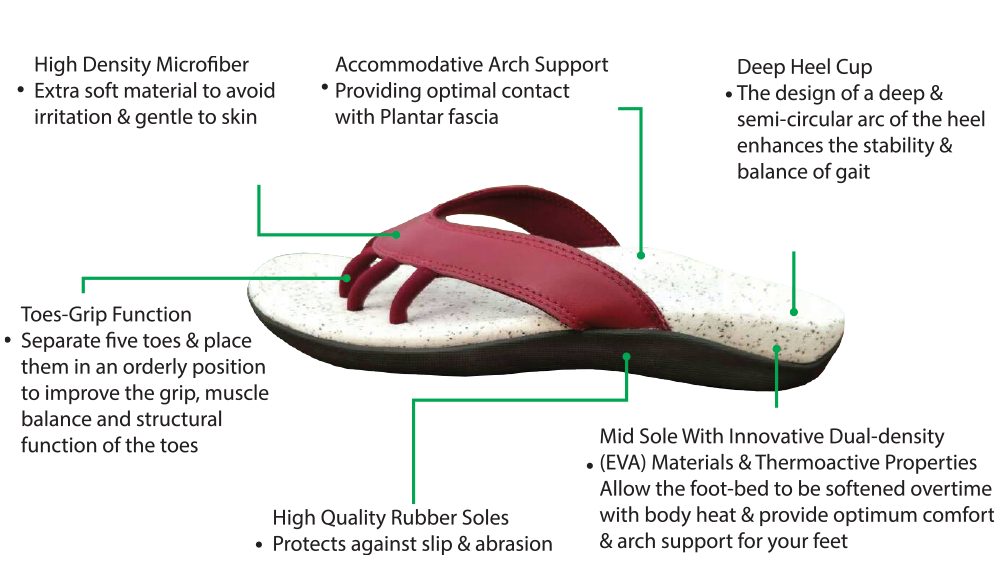 High Density Microfiber
• Extra soft material to avoid
irritation & gentle to skin
Accommodative Arch Support
• Providing optimal contact
with Plantar fascia
Deep Heel Cup
• The design of a deep &
semi-circular arc of the heel
enhances the stability &
balance of gait
Toes-Grip Function
• Separate five toes & place
them in an orderly position
to improve the grip, muscle
balance and structural
function of the toes
High Quality Rubber Soles
• Protects against slip & abrasion
Mid Sole With Innovative Dual-density
• (EVA) Materials & Thermoactive Properties
Allow the foot-bed to be softened overtime
with body heat & provide optimum comfort
& arch support for your feet